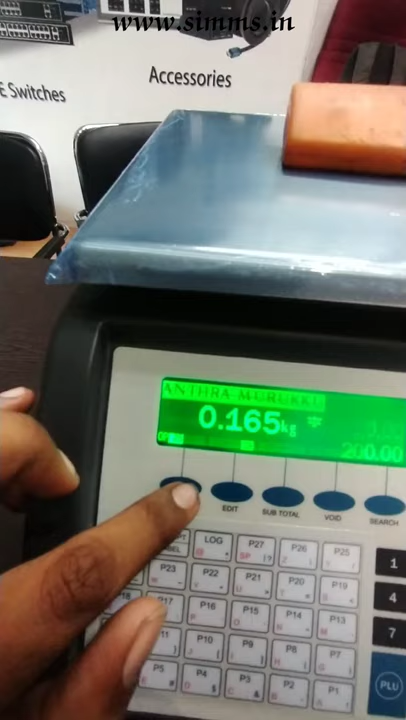 www.simms.in
E Switches
Accessories
ANTHRA MURUKKU
0.165kg
200.00
EDIT
SUB TOTAL
VOID
SEARCH
LOG
P27
P26
P25
1
P23
P22
P21
P20
P19
4
P16
P15
P14
P13
7
P10
P9
P8
P7
P5
P4
P3
P2
P1
PLU